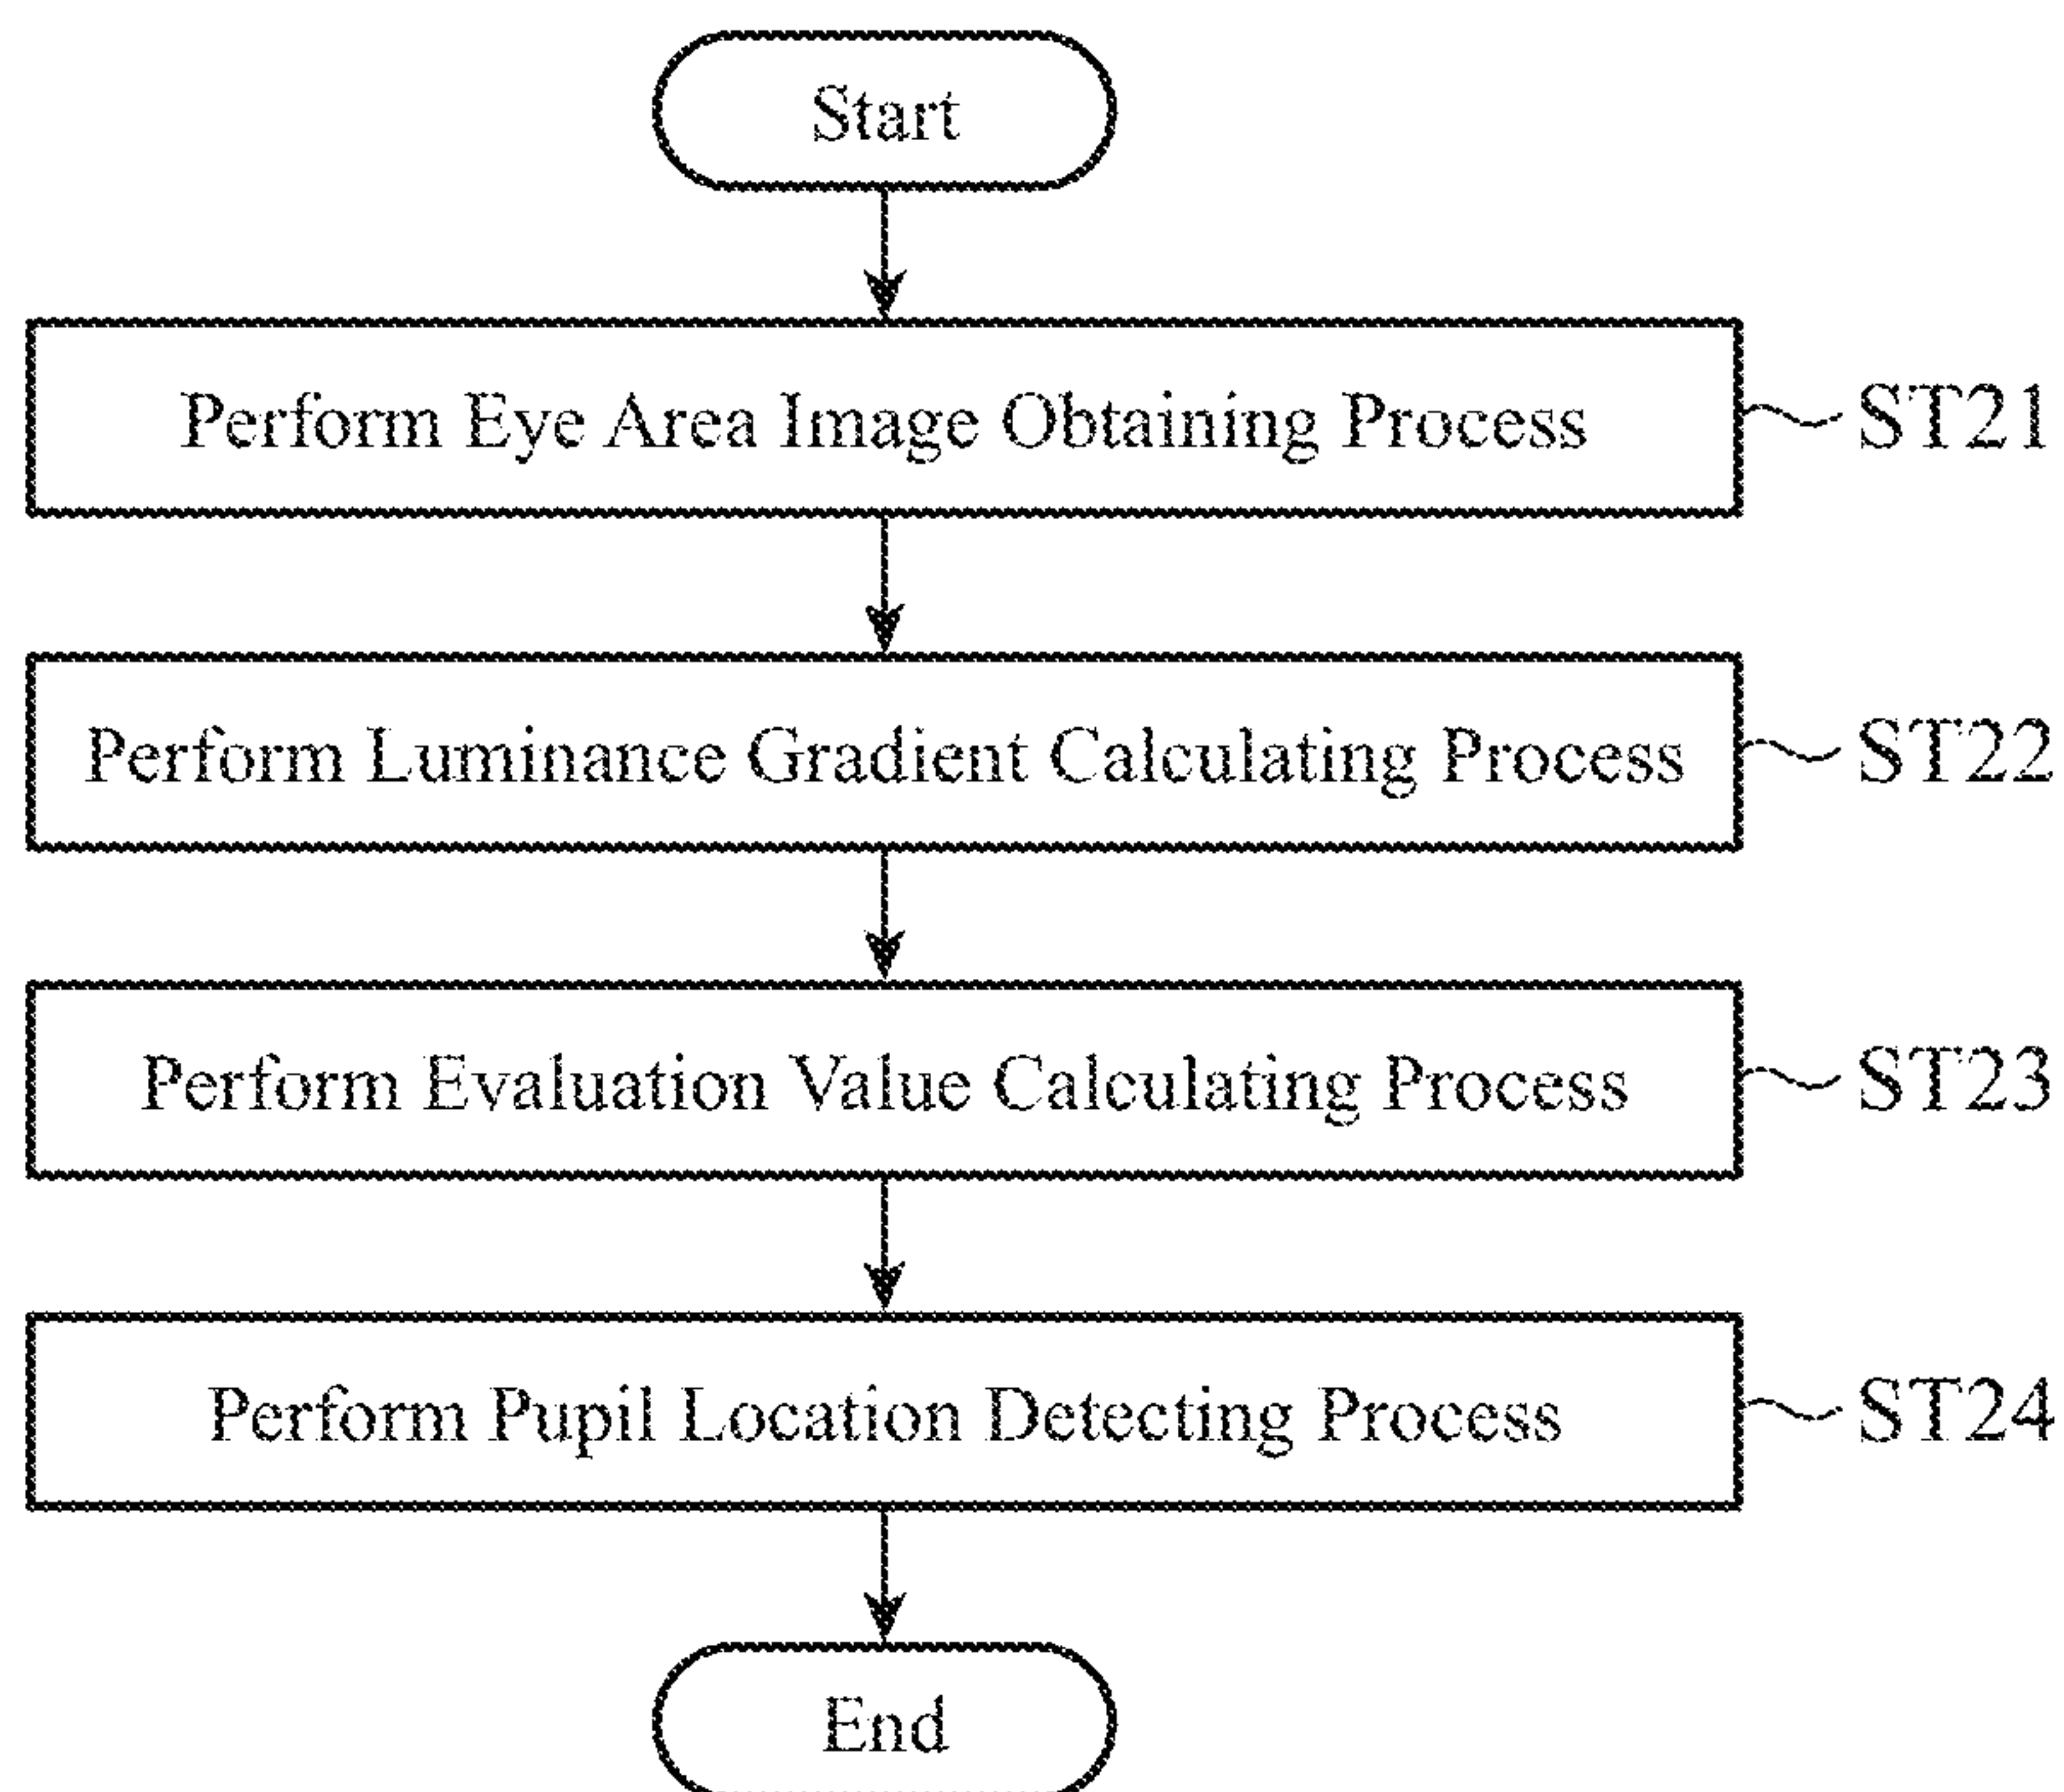 Start
Perform Eye Area Image Obtaining Process
ST21
Perform Luminance Gradient Calculating Process
ST22
Perform Evaluation Value Calculating Process
ST23
Perform Pupil Location Detecting Process
ST24
End